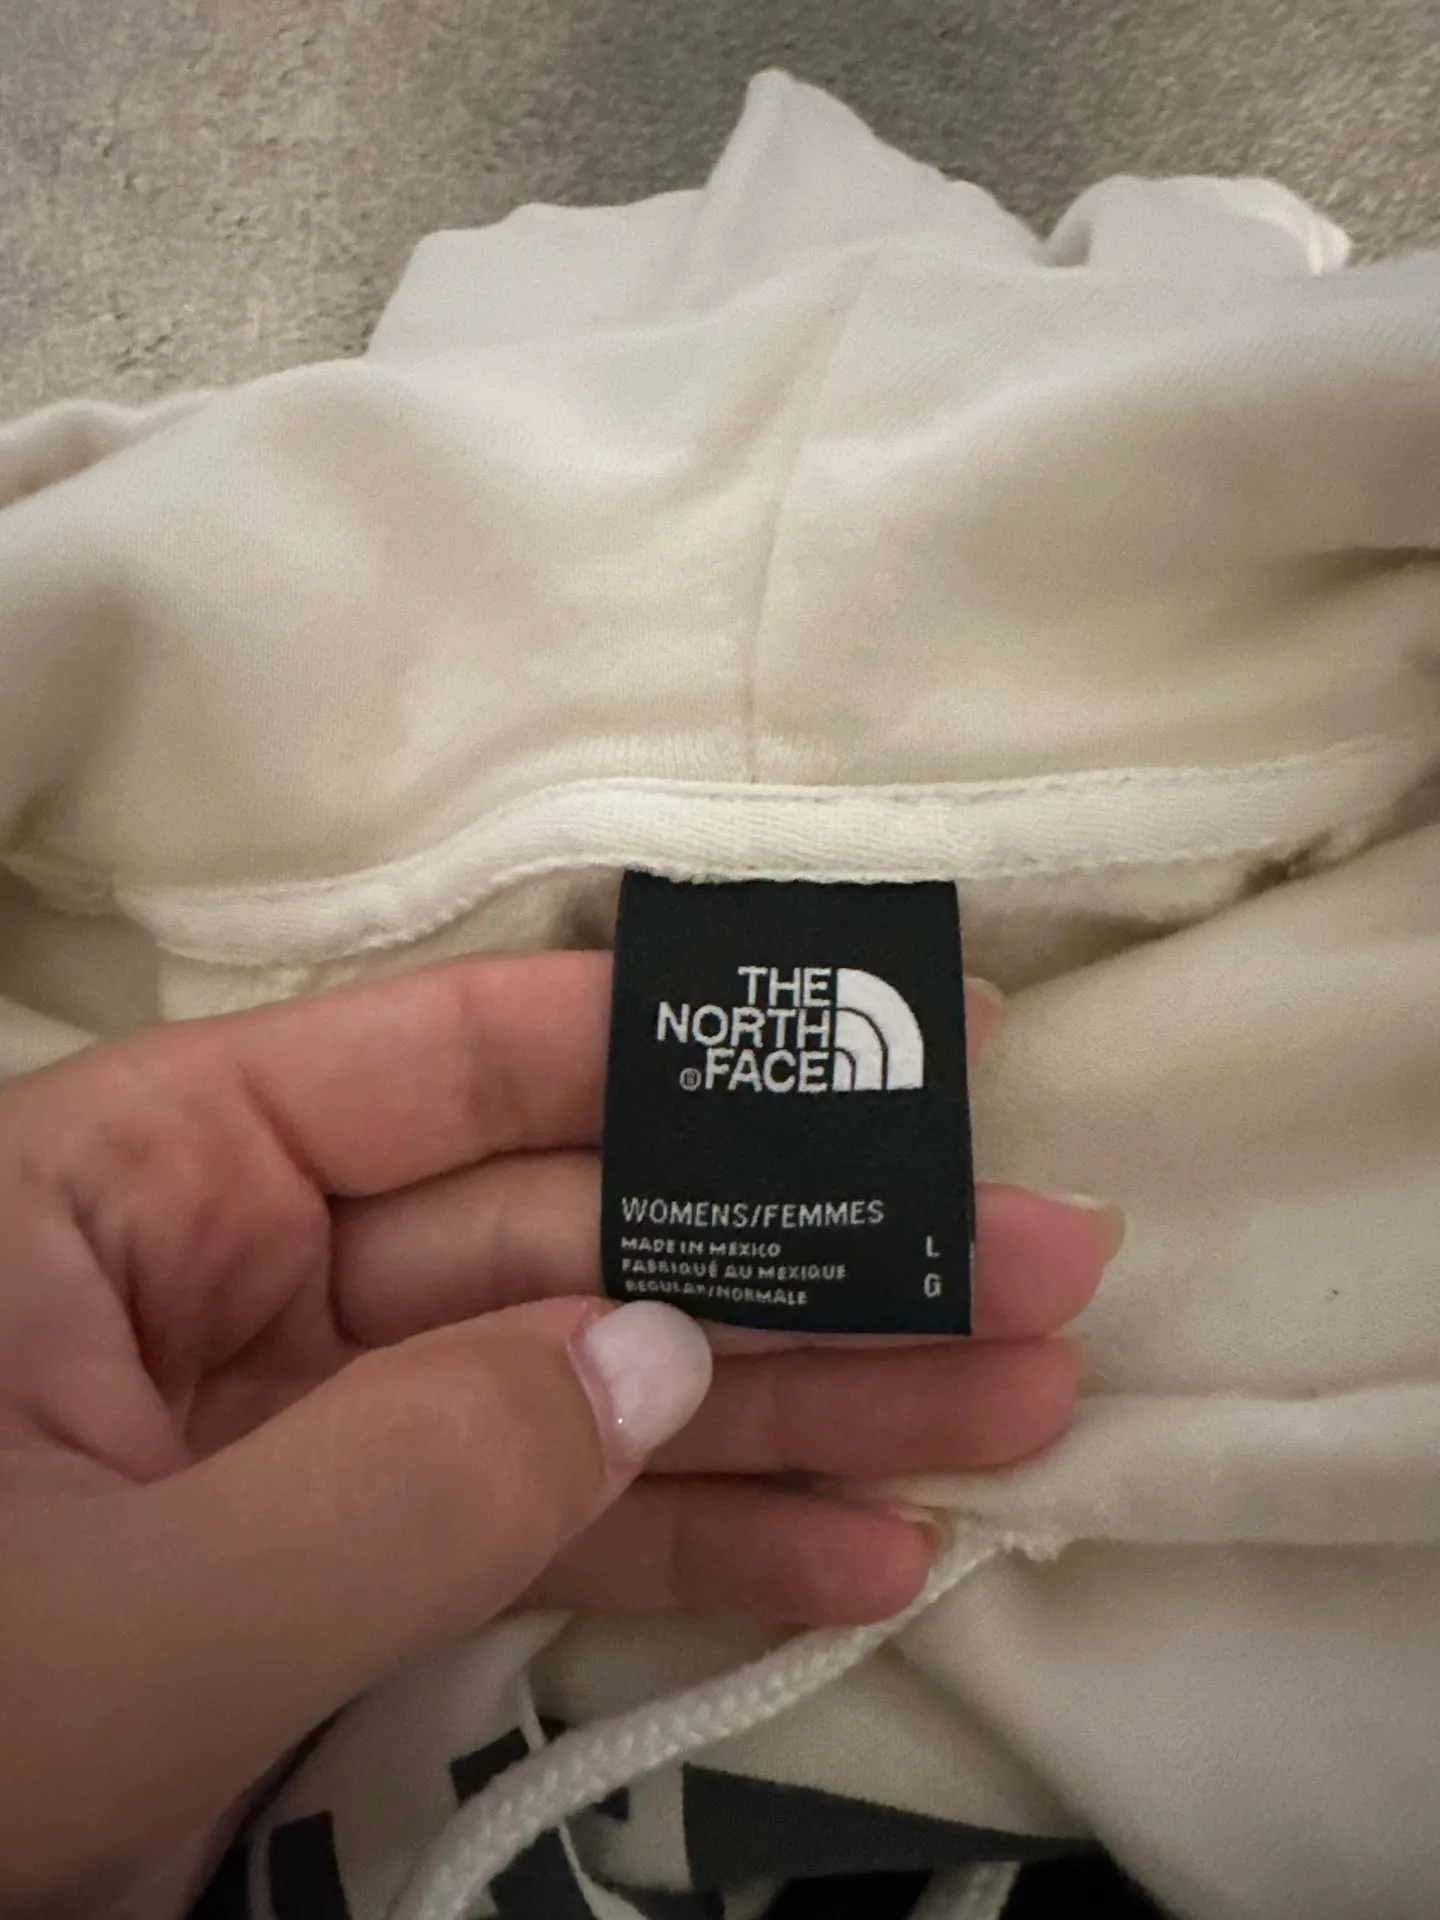 THE
NORTH
®FACE
WOMENS/FEMMES
MADE IN MEXICO L
FABRIQUÉ AU MEXIQUE G
REGULAR/NORMALE